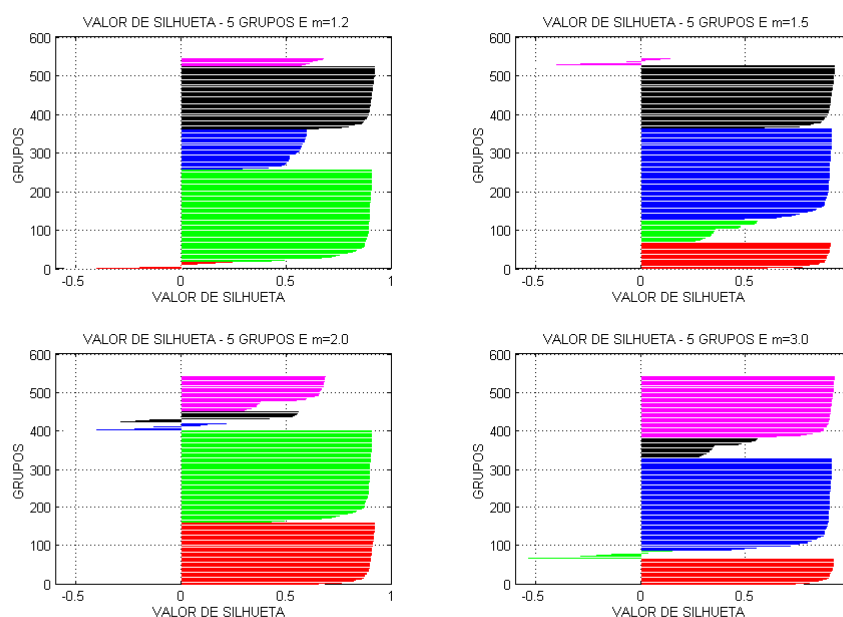 VALOR DE SILHUETA - 5 GRUPOS E m=1.2
600
500
400
300
200
100
0
GRUPOS
-0.5 0 0.5 1
VALOR DE SILHUETA
VALOR DE SILHUETA - 5 GRUPOS E m=1.5
600
500
400
300
200
100
0
GRUPOS
-0.5 0 0.5
VALOR DE SILHUETA
VALOR DE SILHUETA - 5 GRUPOS E m=2.0
600
500
400
300
200
100
0
GRUPOS
-0.5 0 0.5 1
VALOR DE SILHUETA
VALOR DE SILHUETA - 5 GRUPOS E m=3.0
600
500
400
300
200
100
0
GRUPOS
-0.5 0 0.5
VALOR DE SILHUETA